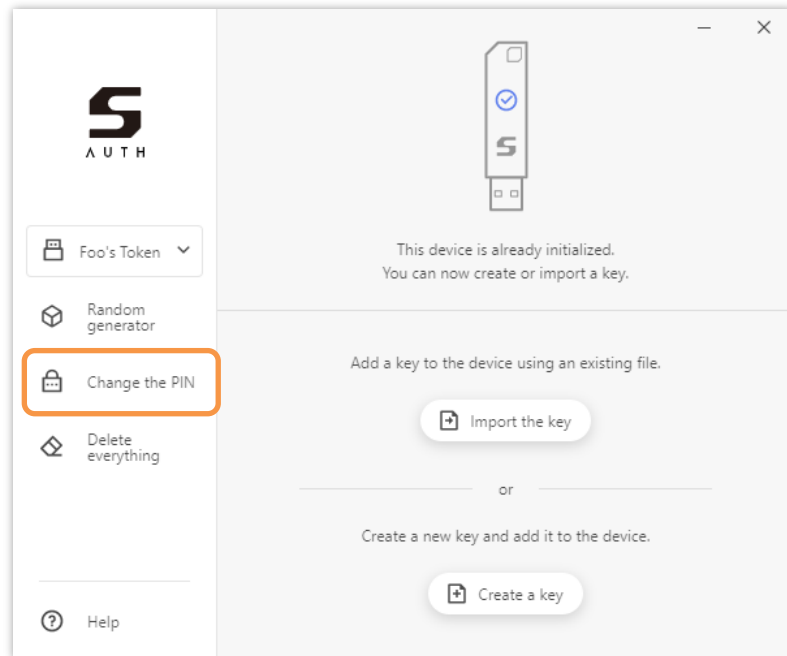 S
AUTH
Foo's Token
Random
generator
Change the PIN
Delete
everything
Help
S
This device is already initialized.
You can now create or import a key.
Add a key to the device using an existing file.
Import the key
or
Create a new key and add it to the device.
Create a key